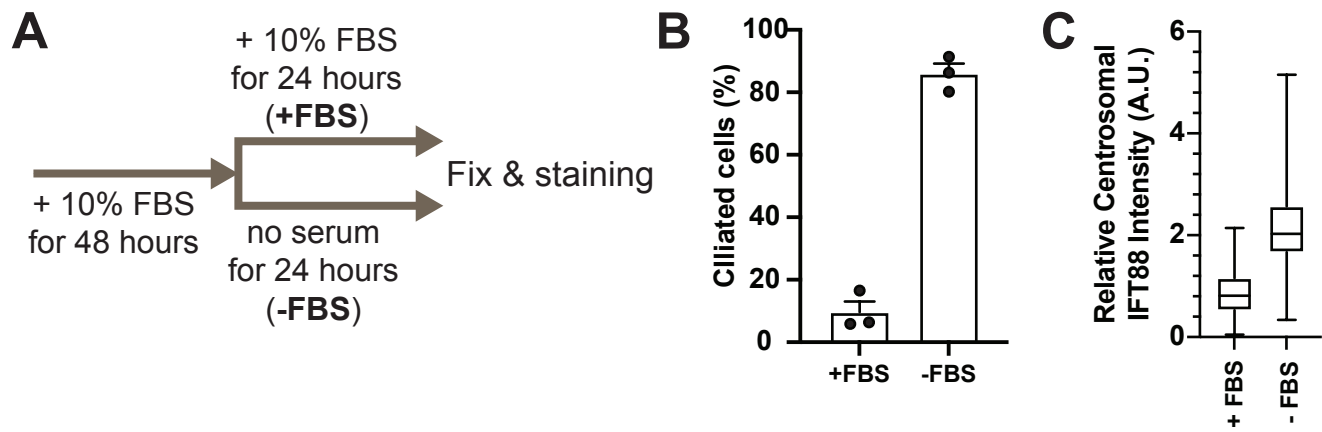 A
+ 10% FBS
for 24 hours
(+FBS)
+ 10% FBS
for 48 hours
Fix & staining
no serum
for 24 hours
(-FBS)
B
CIliated cells (%)
100
80
60
40
20
0
+FBS
-FBS
C
Relative Centrosomal
IFT88 Intensity (A.U.)
6
4
2
0
+ FBS
- FBS